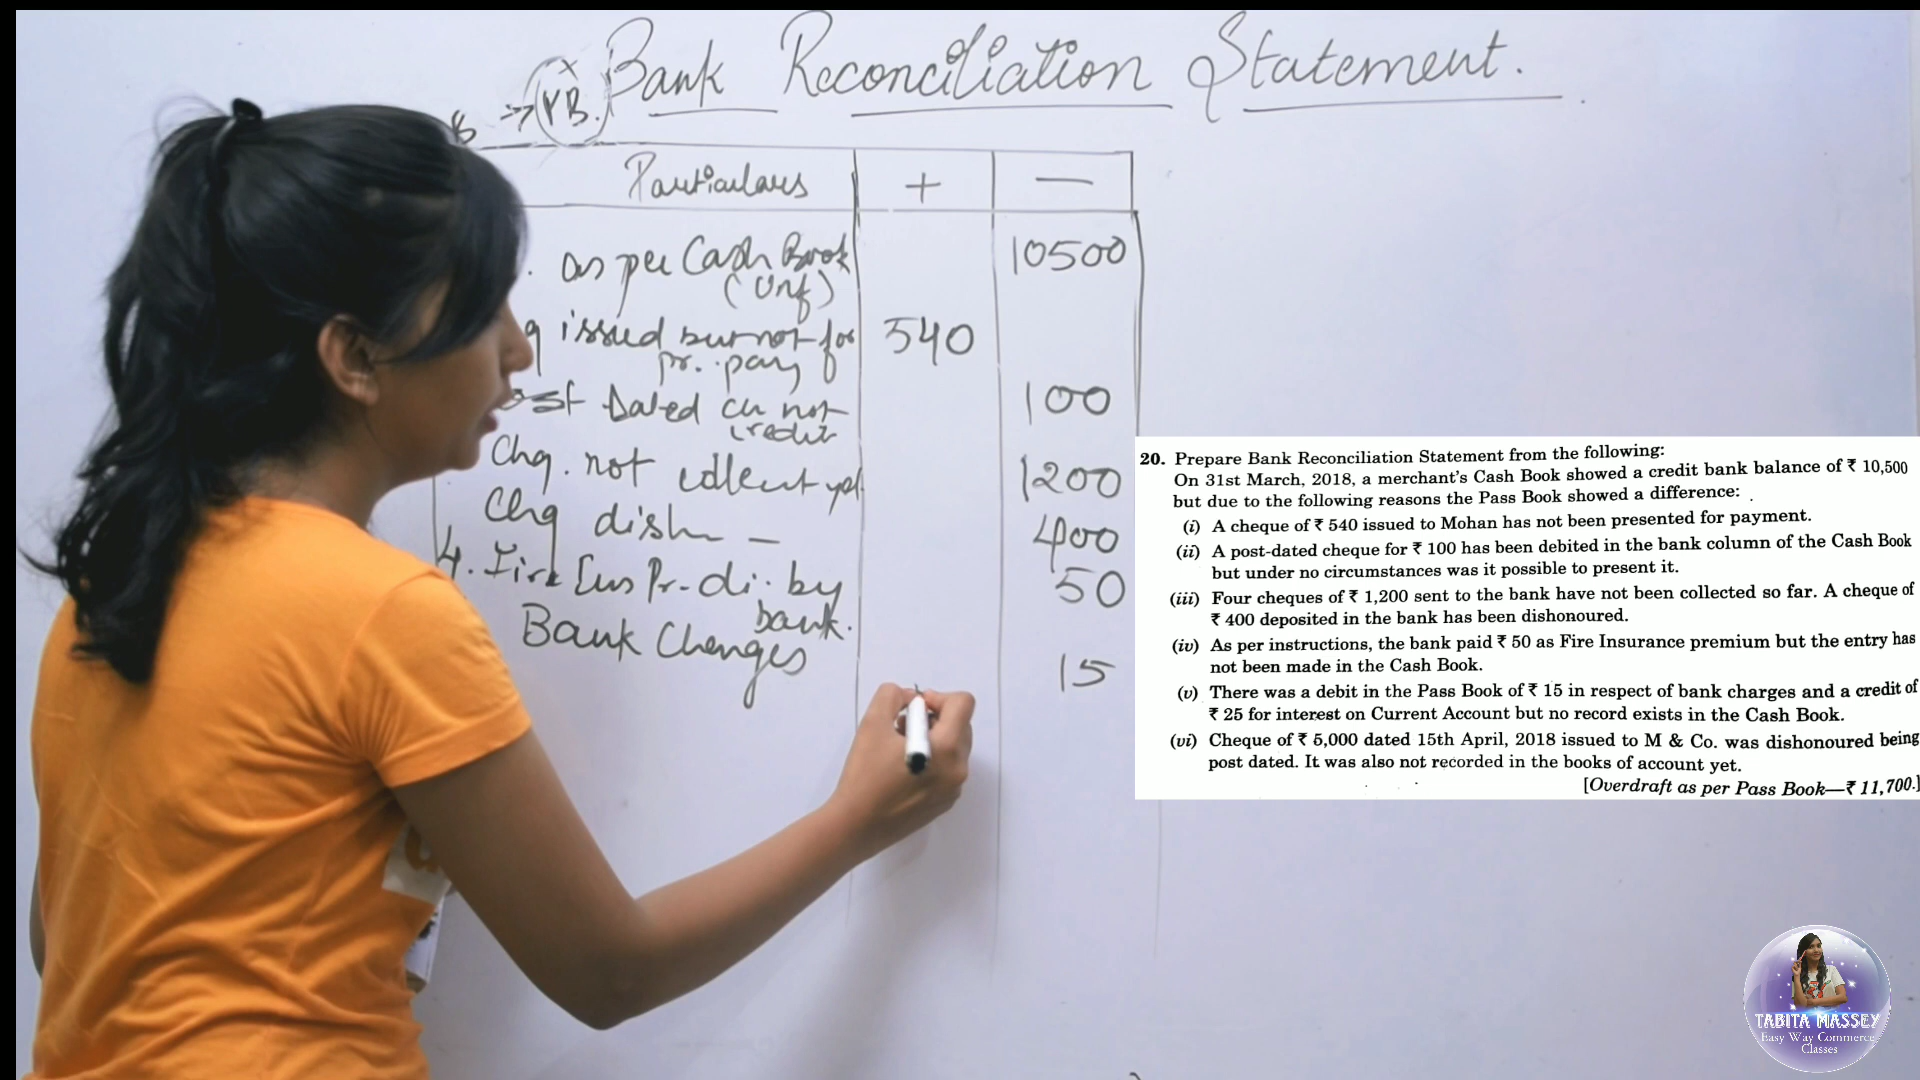 Bank Reconciliation Statement.
B → P.B.
Particulars + —
. as per Cash Book 10500
(Unf)
q issued but not for 540
pr. pay
Post Dated ch not 100
credit
Chq. not collect yet 1200
Chq dish — 400
4. Fire Ins Pr. di. by 50
bank.
Bank Charges 15
20. Prepare Bank Reconciliation Statement from the following:
On 31st March, 2018, a merchant's Cash Book showed a credit bank balance of ₹ 10,500
but due to the following reasons the Pass Book showed a difference:
(i) A cheque of ₹ 540 issued to Mohan has not been presented for payment.
(ii) A post-dated cheque for ₹ 100 has been debited in the bank column of the Cash Book
but under no circumstances was it possible to present it.
(iii) Four cheques of ₹ 1,200 sent to the bank have not been collected so far. A cheque of
₹ 400 deposited in the bank has been dishonoured.
(iv) As per instructions, the bank paid ₹ 50 as Fire Insurance premium but the entry has
not been made in the Cash Book.
(v) There was a debit in the Pass Book of ₹ 15 in respect of bank charges and a credit of
₹ 25 for interest on Current Account but no record exists in the Cash Book.
(vi) Cheque of ₹ 5,000 dated 15th April, 2018 issued to M & Co. was dishonoured being
post dated. It was also not recorded in the books of account yet.
[Overdraft as per Pass Book—₹ 11,700.]
TABITA MASSEY
Easy Way Commerce
Classes